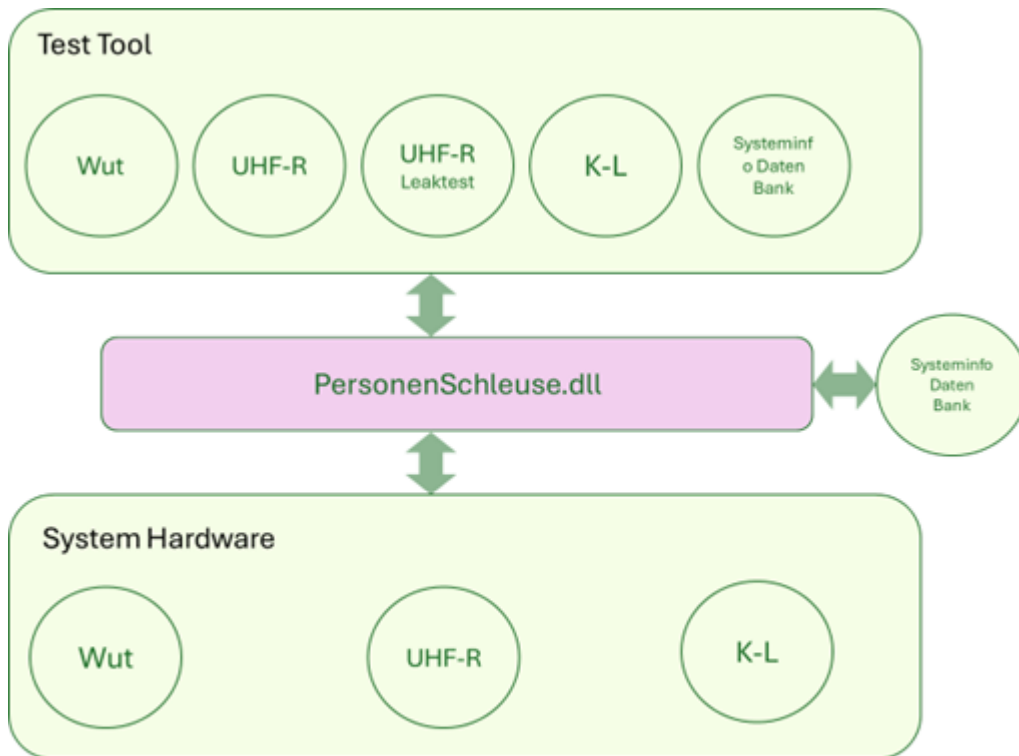 Test Tool
Wut
UHF-R
UHF-R
Leaktest
K-L
Systeminf
o Daten
Bank
PersonenSchleuse.dll
Systeminfo
Daten
Bank
System Hardware
Wut
UHF-R
K-L